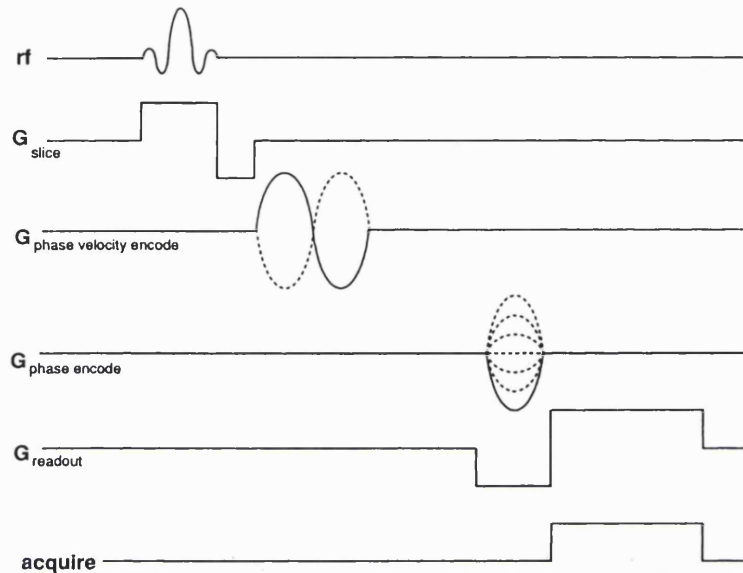 rf
G slice
G phase velocity encode
G phase encode
G readout
acquire